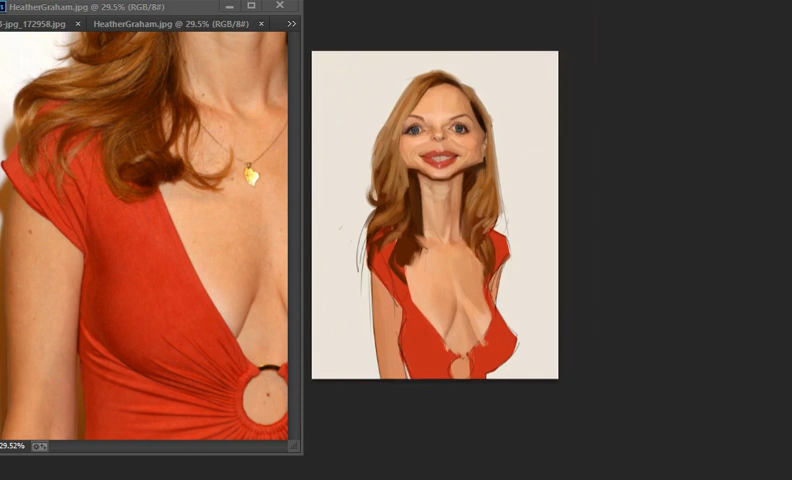 HeatherGraham.jpg @ 29.5% (RGB/8#)
-jpg_172958.jpg × HeatherGraham.jpg @ 29.5% (RGB/8#) × »
29.52%